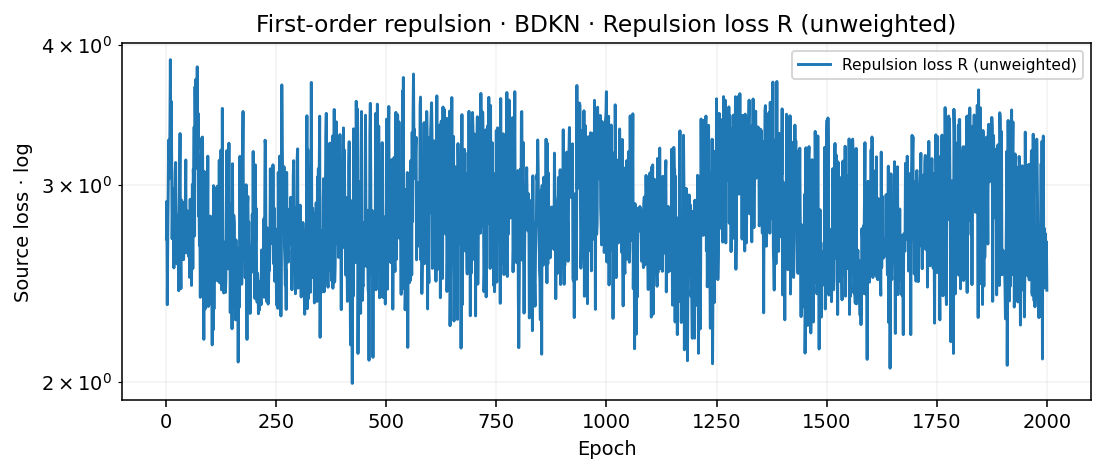 First-order repulsion · BDKN · Repulsion loss R (unweighted)
4 × 10⁰
3 × 10⁰
2 × 10⁰
Source loss · log
Repulsion loss R (unweighted)
0 250 500 750 1000 1250 1500 1750 2000
Epoch